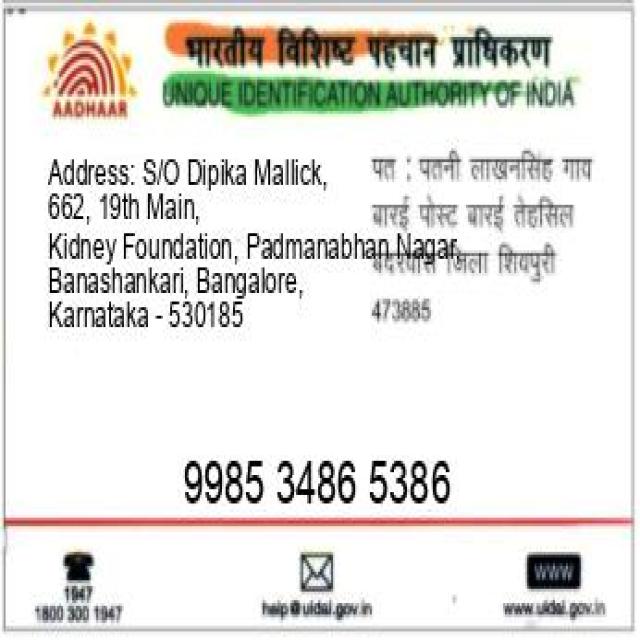 भारतीय विशिष्ट पहचान प्राधिकरण
AADHAAR
UNIQUE IDENTIFICATION AUTHORITY OF INDIA
Address: S/O Dipika Mallick,
662, 19th Main,
Kidney Foundation, Padmanabhan Nagar,
Banashankari, Bangalore,
Karnataka - 530185
पत : पतनी लाखनसिंह गाय
बारई पोस्ट बारई तेहसिल
जिला शिवपुरी
473885
9985 3486 5386
1947
1800 300 1947
help@uidai.gov.in
www
www.uidai.gov.in